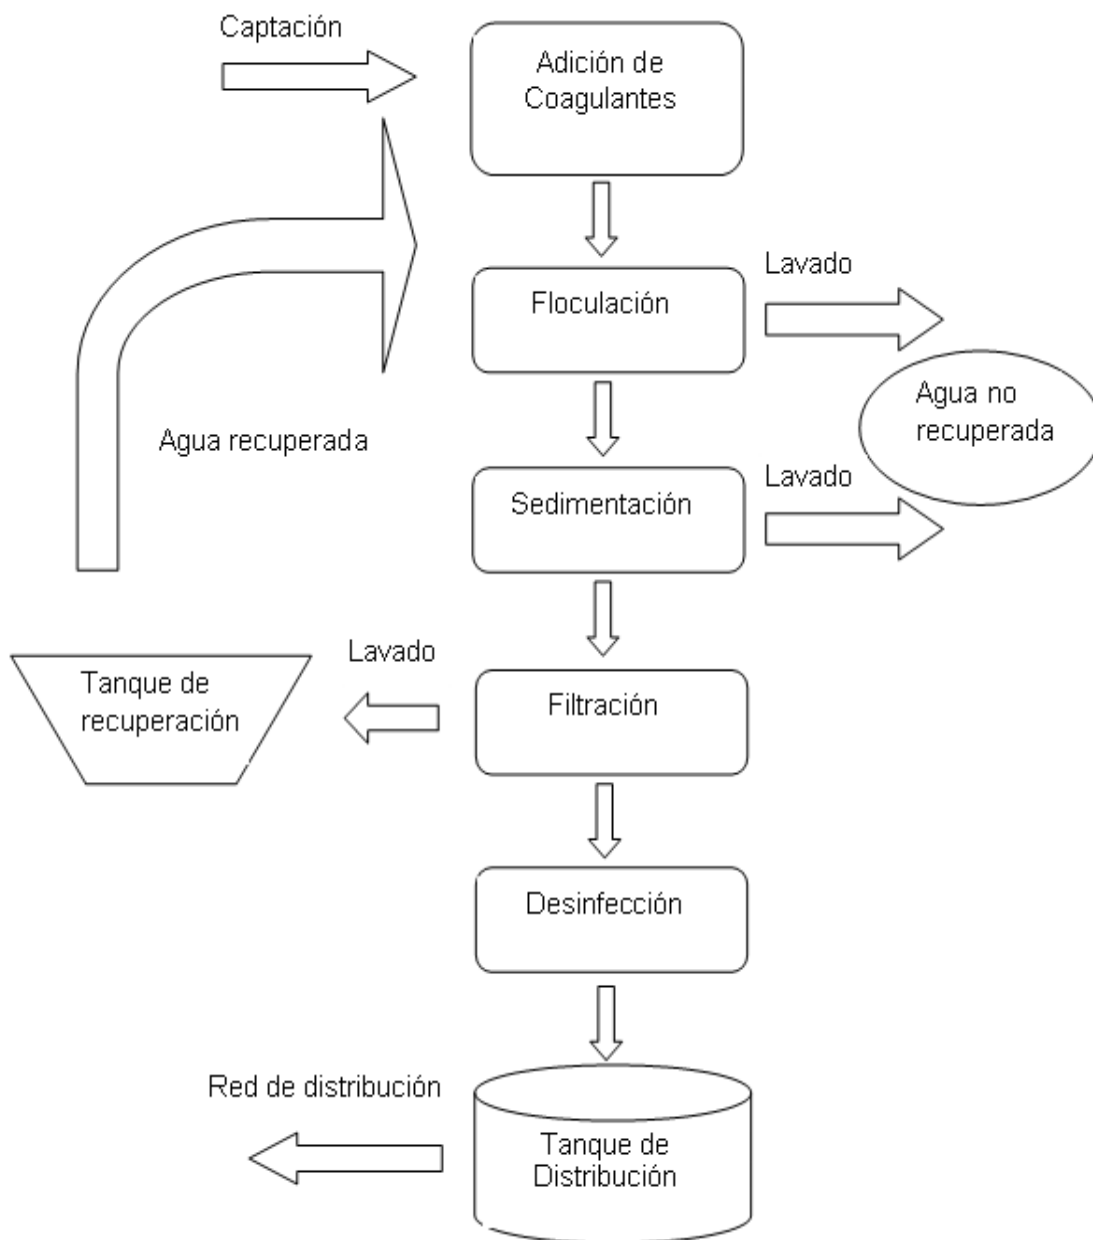 Captación
Adición de
Coagulantes
Floculación
Lavado
Agua no
recuperada
Agua recuperada
Sedimentación
Lavado
Lavado
Tanque de
recuperación
Filtración
Desinfección
Red de distribución
Tanque de
Distribución